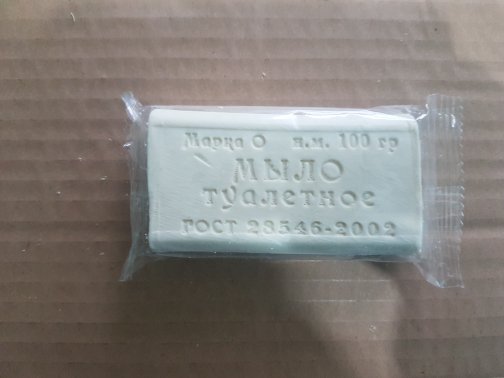 Марка О н.м. 100 гр
МЫЛО
туалетное
ГОСТ 28546-2002